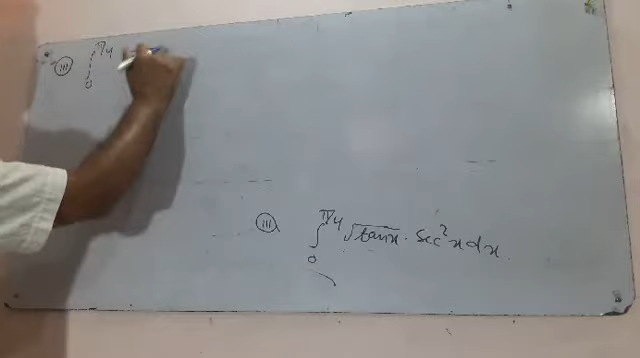 (iii) ∫₀^(π/4)
(iii) ∫₀^(π/4) √tanx · sec²x dx